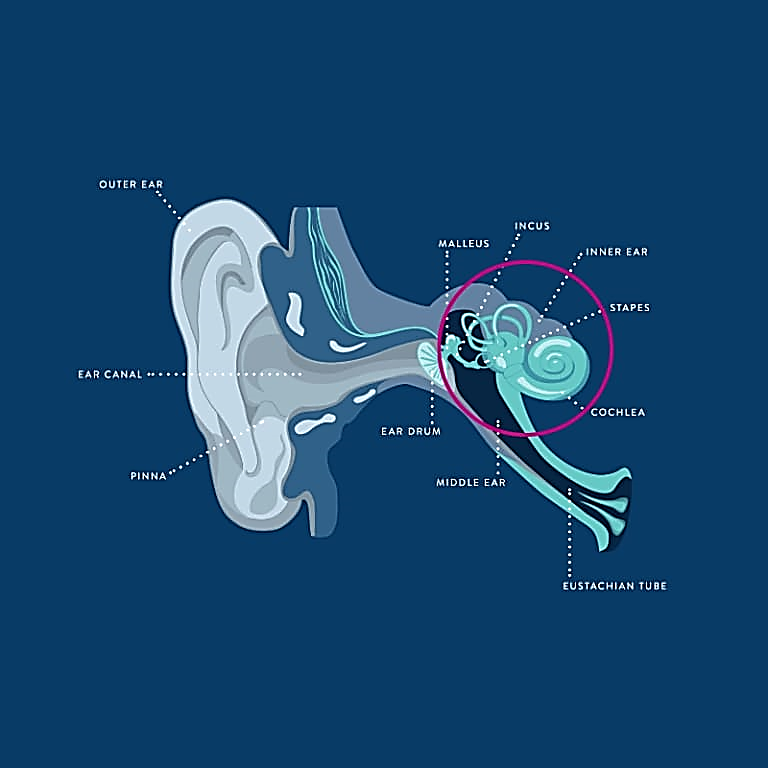 OUTER EAR
INCUS
MALLEUS
INNER EAR
STAPES
EAR CANAL
COCHLEA
EAR DRUM
PINNA
MIDDLE EAR
EUSTACHIAN TUBE